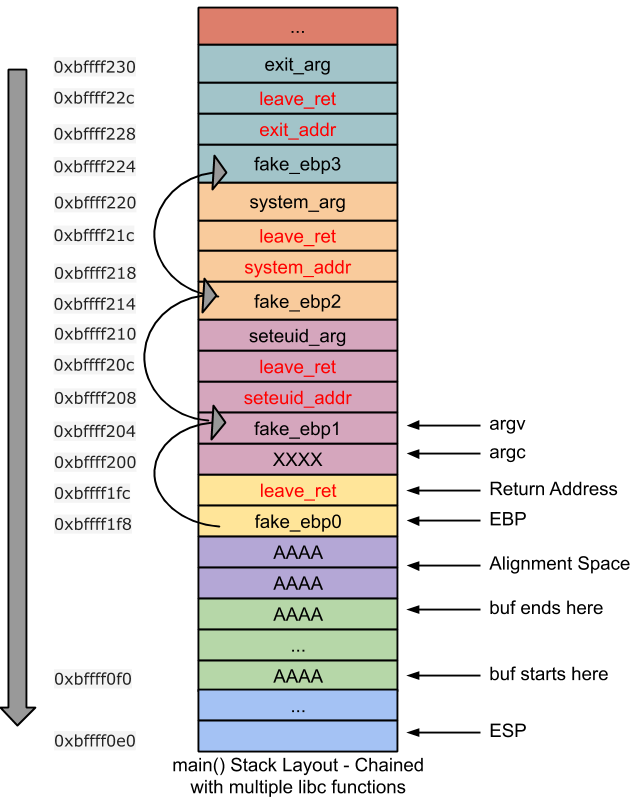 ...
0xbffff230 exit_arg
0xbffff22c leave_ret
0xbffff228 exit_addr
0xbffff224 fake_ebp3
0xbffff220 system_arg
0xbffff21c leave_ret
0xbffff218 system_addr
0xbffff214 fake_ebp2
0xbffff210 seteuid_arg
0xbffff20c leave_ret
0xbffff208 seteuid_addr
0xbffff204 fake_ebp1 argv
0xbffff200 XXXX argc
0xbffff1fc leave_ret Return Address
0xbffff1f8 fake_ebp0 EBP
AAAA
Alignment Space
AAAA
AAAA buf ends here
...
0xbffff0f0 AAAA buf starts here
...
0xbffff0e0 ESP
main() Stack Layout - Chained
with multiple libc functions